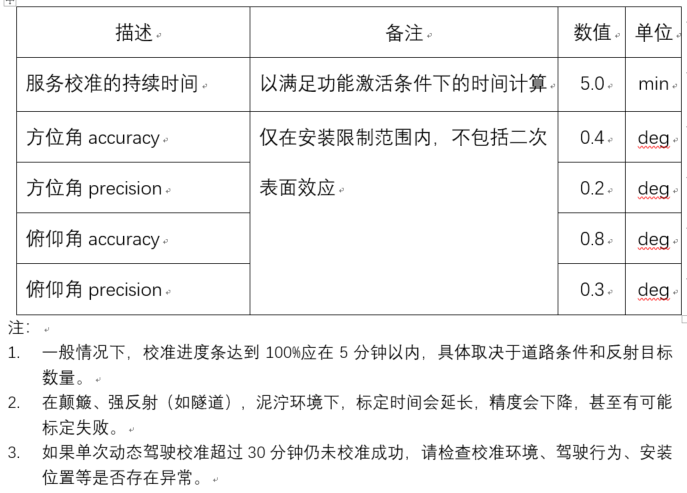 描述 备注 数值 单位
服务校准的持续时间 以满足功能激活条件下的时间计算 5.0 min
方位角 accuracy 仅在安装限制范围内，不包括二次 0.4 deg
方位角 precision 表面效应 0.2 deg
俯仰角 accuracy 0.8 deg
俯仰角 precision 0.3 deg
注：
1. 一般情况下，校准进度条达到 100%应在 5 分钟以内，具体取决于道路条件和反射目标
数量。
2. 在颠簸、强反射（如隧道），泥泞环境下，标定时间会延长，精度会下降，甚至有可能
标定失败。
3. 如果单次动态驾驶校准超过 30 分钟仍未校准成功，请检查校准环境、驾驶行为、安装
位置等是否存在异常。